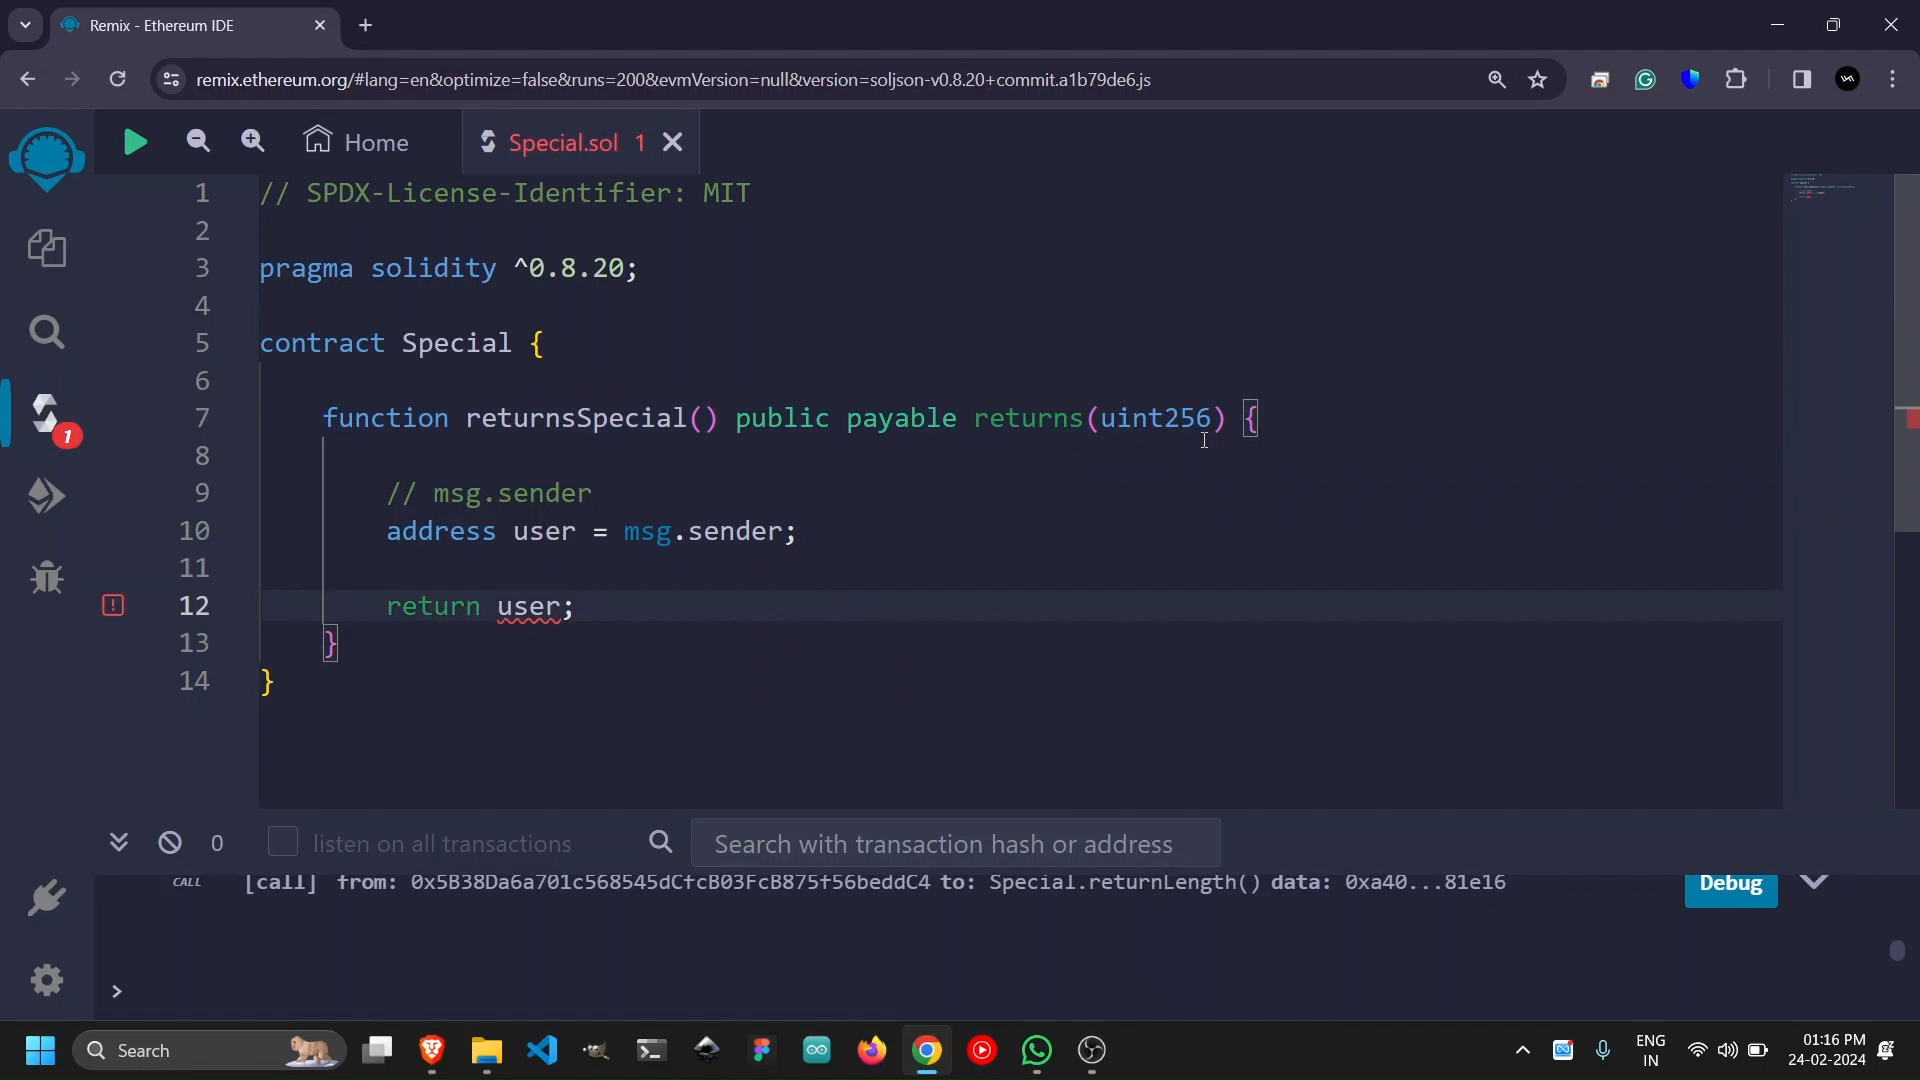 Remix - Ethereum IDE
remix.ethereum.org/#lang=en&optimize=false&runs=200&evmVersion=null&version=soljson-v0.8.20+commit.a1b79de6.js
Home
Special.sol 1
1 // SPDX-License-Identifier: MIT
2
3 pragma solidity ^0.8.20;
4
5 contract Special {
6
7 function returnsSpecial() public payable returns(uint256) {
8
9 // msg.sender
10 address user = msg.sender;
11
12 return user;
13 }
14 }
1
0 listen on all transactions Search with transaction hash or address
CALL [call] from: 0x5B38Da6a701c568545dCfcB03FcB875f56beddC4 to: Special.returnLength() data: 0xa40...81e16 Debug
>
Search
ENG
IN
01:16 PM
24-02-2024